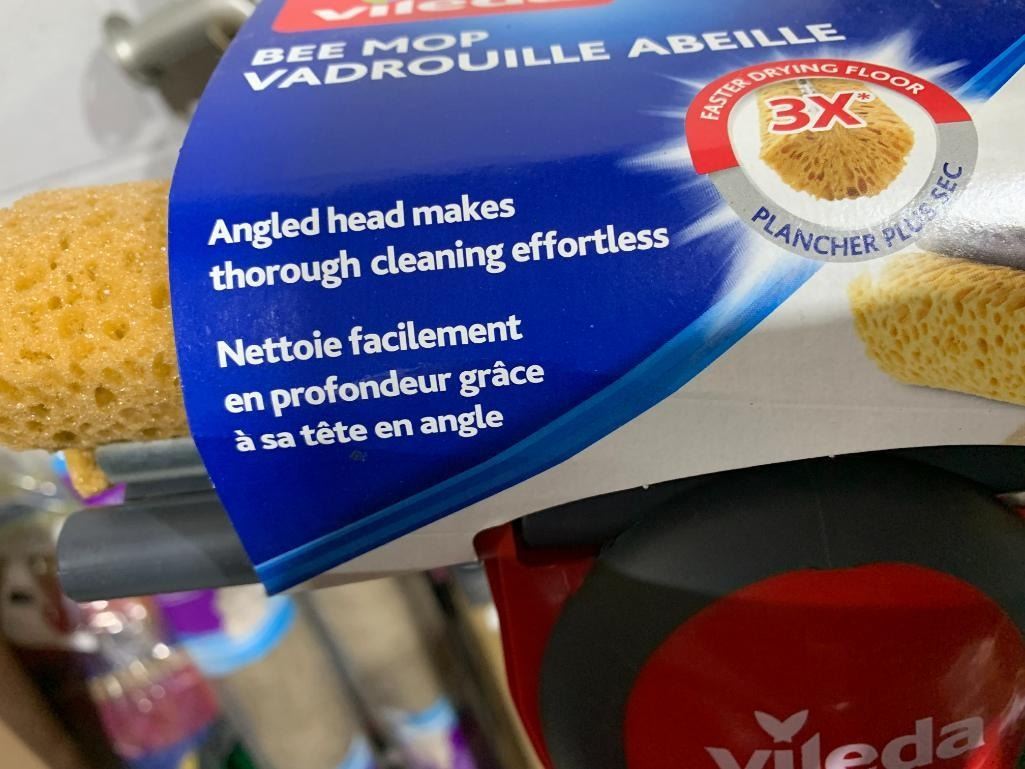 Vileda
BEE MOP
VADROUILLE ABEILLE
FASTER DRYING FLOOR
3X*
PLANCHER PLUS SEC
Angled head makes
thorough cleaning effortless
Nettoie facilement
en profondeur grâce
à sa tête en angle
Vileda